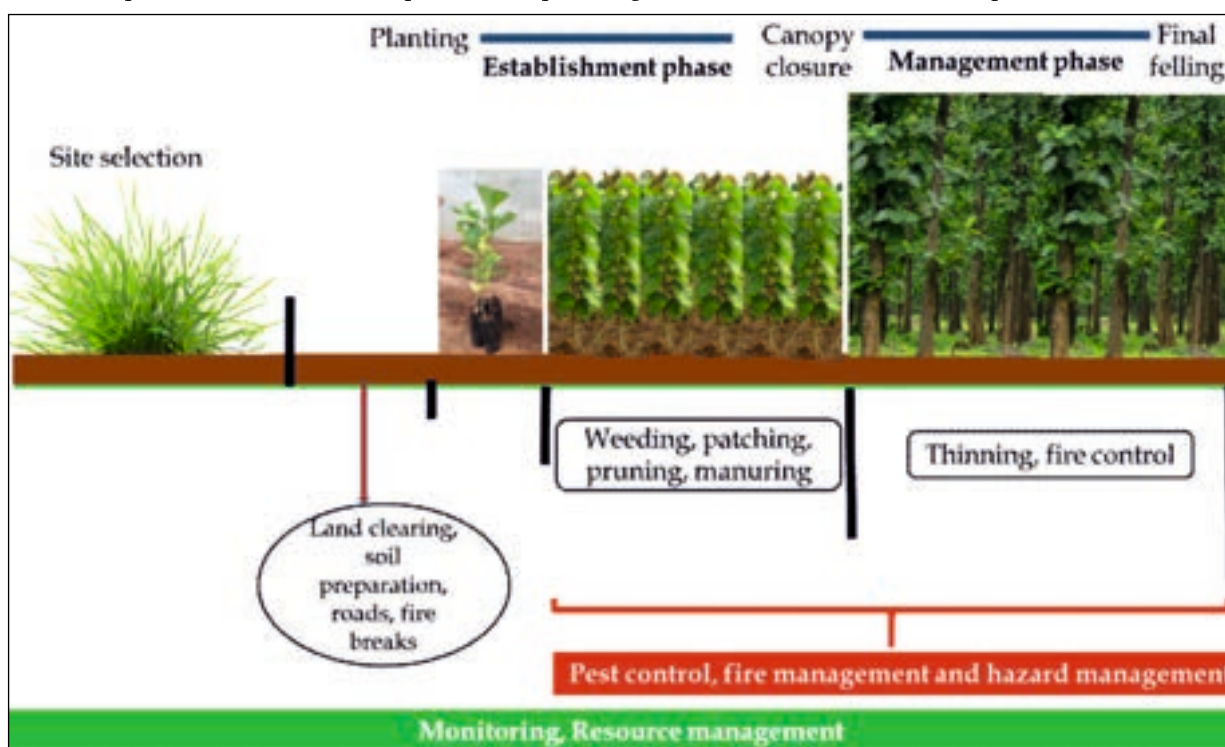 Planting
Establishment phase
Canopy
closure
Management phase
Final
felling
Site selection
Weeding, patching,
pruning, manuring
Thinning, fire control
Land clearing,
soil
preparation,
roads, fire
breaks
Pest control, fire management and hazard management
Monitoring, Resource management